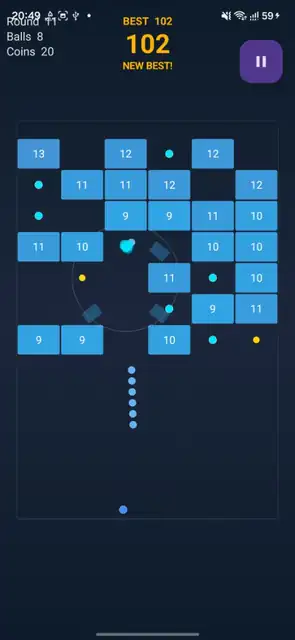 20:49
59
Round 11
Balls 8
Coins 20
BEST 102
102
NEW BEST!
13 12 12
11 11 12 12
9 9 11 10
11 10 10 10
11 10
9 11
9 9 10